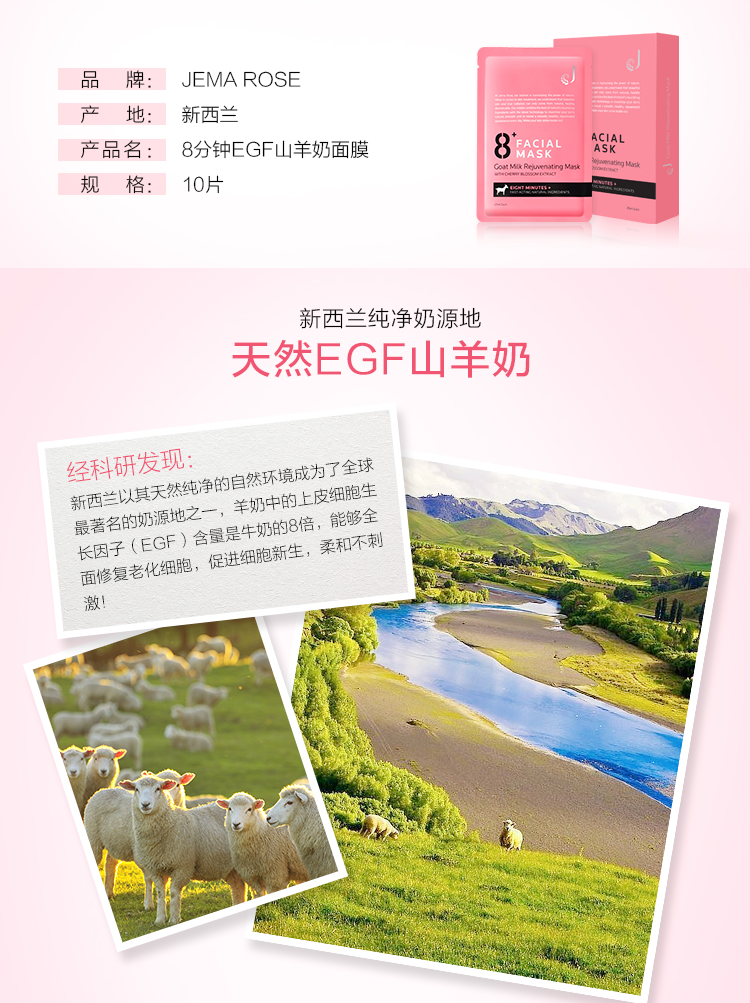 品 牌： JEMA ROSE
产 地： 新西兰
产品名： 8分钟EGF山羊奶面膜
规 格： 10片
8+ FACIAL MASK
Goat Milk Rejuvenating Mask
WITH CHERRY BLOSSOM EXTRACT
EIGHT MINUTES +
FAST-ACTING NATURAL INGREDIENTS
ACIAL
ASK
Rejuvenating Mask
BLOSSOM EXTRACT
MINUTES +
新西兰纯净奶源地
天然EGF山羊奶
经科研发现：
新西兰以其天然纯净的自然环境成为了全球
最著名的奶源地之一，羊奶中的上皮细胞生
长因子（EGF）含量是牛奶的8倍，能够全
面修复老化细胞，促进细胞新生，柔和不刺
激！